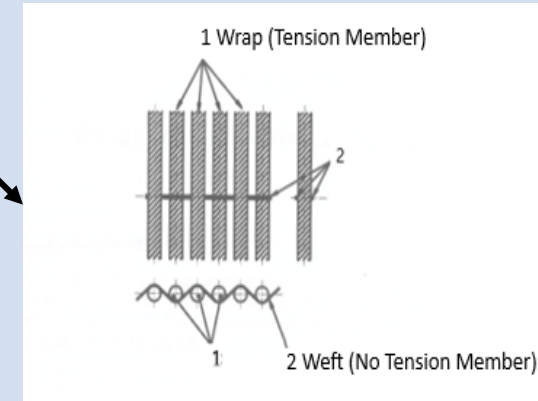 1 Wrap (Tension Member)
2
1
2 Weft (No Tension Member)